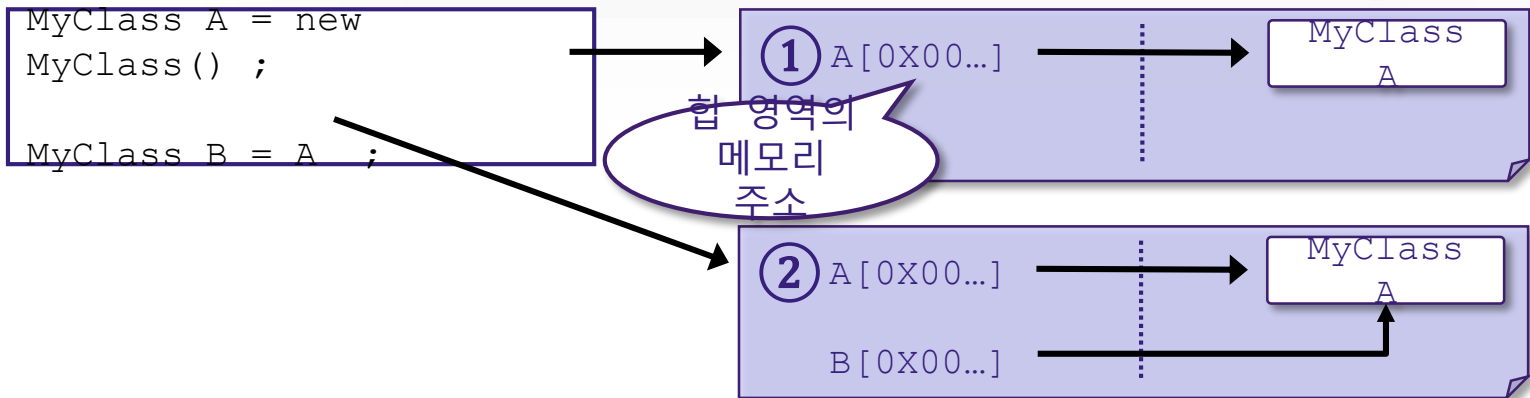 MyClass A = new
MyClass() ;
MyClass B = A ;
① A[0X00…]
MyClass
A
힙 영역의
메모리
주소
② A[0X00…]
MyClass
A
B[0X00…]